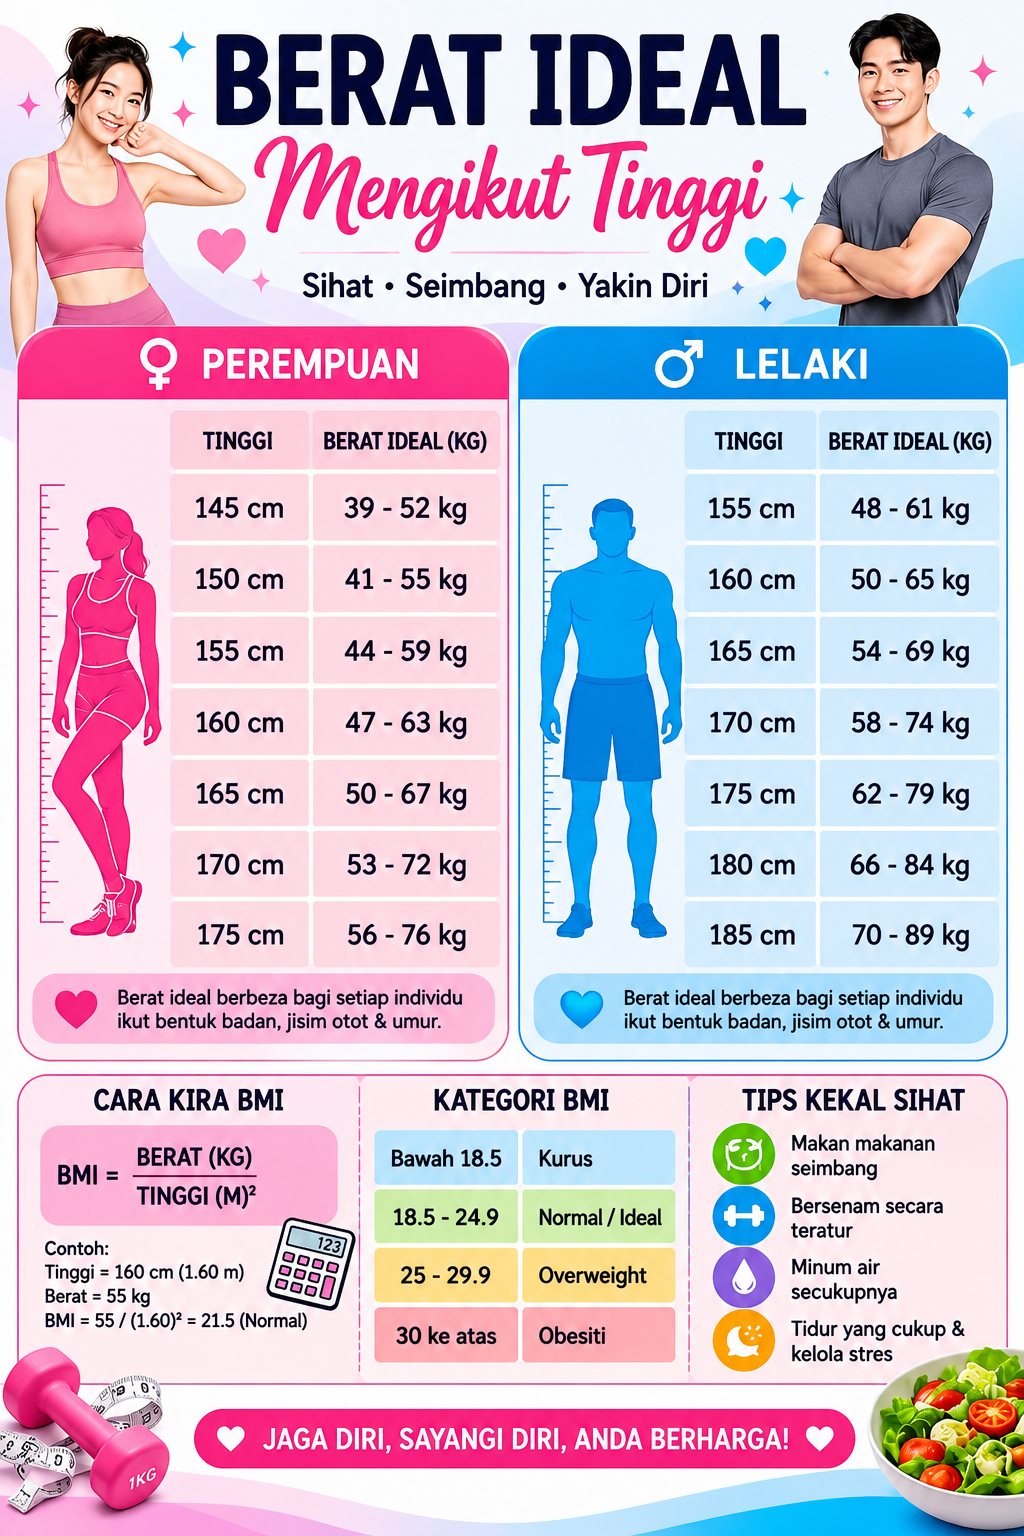 BERAT IDEAL
Mengikut Tinggi
Sihat • Seimbang • Yakin Diri
PEREMPUAN
TINGGI BERAT IDEAL (KG)
145 cm 39 - 52 kg
150 cm 41 - 55 kg
155 cm 44 - 59 kg
160 cm 47 - 63 kg
165 cm 50 - 67 kg
170 cm 53 - 72 kg
175 cm 56 - 76 kg
Berat ideal berbeza bagi setiap individu
ikut bentuk badan, jisim otot & umur.
LELAKI
TINGGI BERAT IDEAL (KG)
155 cm 48 - 61 kg
160 cm 50 - 65 kg
165 cm 54 - 69 kg
170 cm 58 - 74 kg
175 cm 62 - 79 kg
180 cm 66 - 84 kg
185 cm 70 - 89 kg
Berat ideal berbeza bagi setiap individu
ikut bentuk badan, jisim otot & umur.
CARA KIRA BMI
BMI = BERAT (KG)
TINGGI (M)²
123
Contoh:
Tinggi = 160 cm (1.60 m)
Berat = 55 kg
BMI = 55 / (1.60)² = 21.5 (Normal)
KATEGORI BMI
Bawah 18.5 Kurus
18.5 - 24.9 Normal / Ideal
25 - 29.9 Overweight
30 ke atas Obesiti
TIPS KEKAL SIHAT
Makan makanan
seimbang
Bersenam secara
teratur
Minum air
secukupnya
Tidur yang cukup &
kelola stres
1KG
JAGA DIRI, SAYANGI DIRI, ANDA BERHARGA!